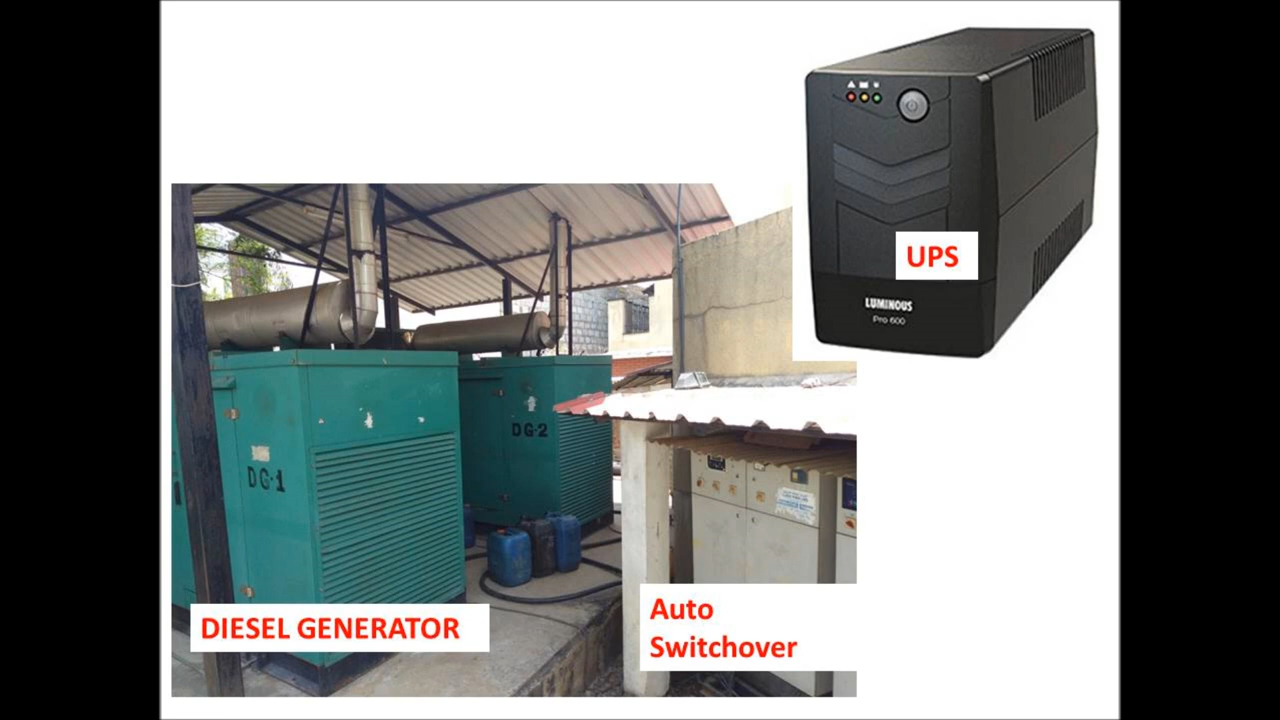 UPS
LUMINOUS
Pro 600
DG-1
DG-2
DIESEL GENERATOR
Auto
Switchover